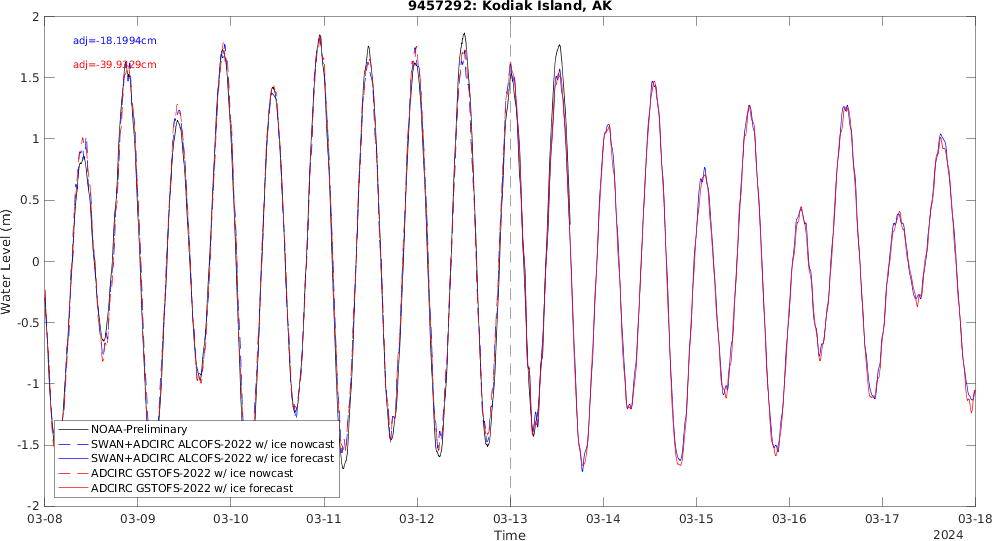 9457292: Kodiak Island, AK
adj=-18.1994cm
adj=-39.9329cm
Water Level (m)
2
1.5
1
0.5
0
-0.5
-1
-1.5
-2
NOAA-Preliminary
SWAN+ADCIRC ALCOFS-2022 w/ ice nowcast
SWAN+ADCIRC ALCOFS-2022 w/ ice forecast
ADCIRC GSTOFS-2022 w/ ice nowcast
ADCIRC GSTOFS-2022 w/ ice forecast
03-08 03-09 03-10 03-11 03-12 03-13 03-14 03-15 03-16 03-17 03-18
Time
2024